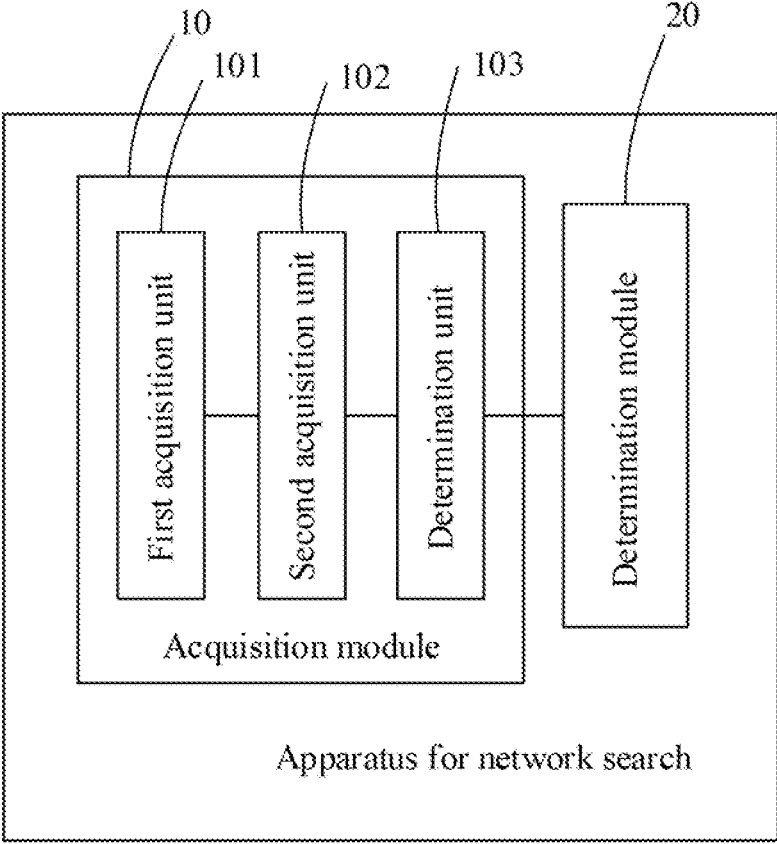 10
20
101
102
103
First acquisition unit
Second acquisition unit
Determination unit
Determination module
Acquisition module
Apparatus for network search